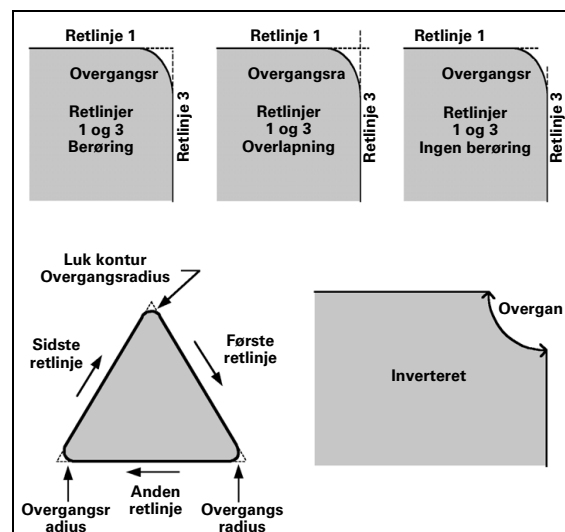 Retlinje 1
Overgangsr
Retlinjer
1 og 3
Berøring
Retlinje 3
Retlinje 1
Overgangsra
Retlinjer
1 og 3
Overlapning
Retlinje 3
Retlinje 1
Overgangsr
Retlinjer
1 og 3
Ingen berøring
Retlinje 3
Luk kontur
Overgangsradius
Sidste
retlinje
Første
retlinje
Anden
retlinje
Overgangsr
adius
Overgangs
radius
Overgan
Inverteret